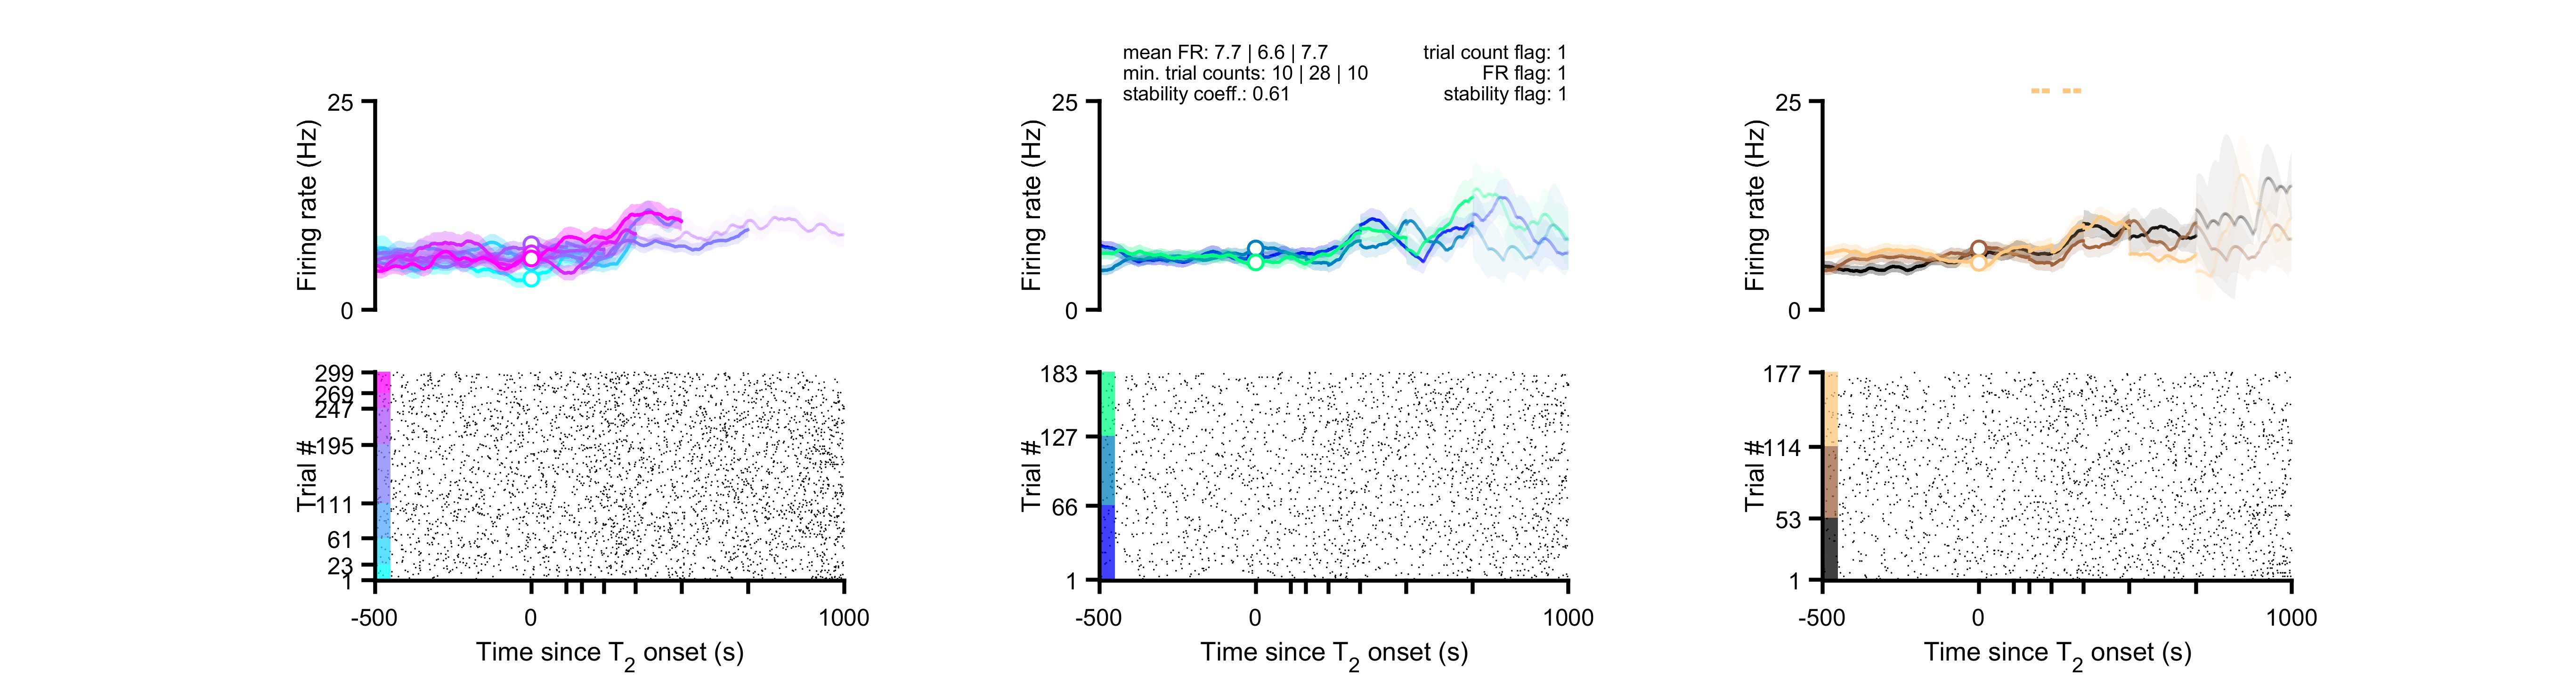 mean FR: 7.7 | 6.6 | 7.7
min. trial counts: 10 | 28 | 10
stability coeff.: 0.61
trial count flag: 1
FR flag: 1
stability flag: 1
25
Firing rate (Hz)
0
25
Firing rate (Hz)
0
25
Firing rate (Hz)
0
299
269
247
195
111
61
23
1
Trial #
-500
0
1000
Time since T2 onset (s)
183
127
66
1
Trial #
-500
0
1000
Time since T2 onset (s)
177
114
53
1
Trial #
-500
0
1000
Time since T2 onset (s)